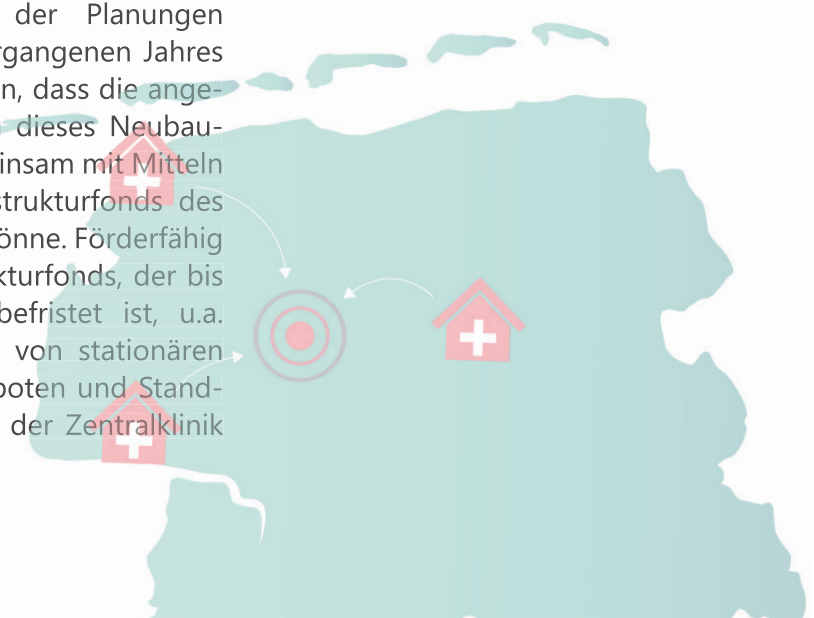 der Planungen
rgangenen Jahres
n, dass die ange-
dieses Neubau-
insam mit Mitteln
strukturfonds des
önne. Förderfähig
kturfonds, der bis
befristet ist, u.a.
von stationären
boten und Stand-
der Zentralklinik